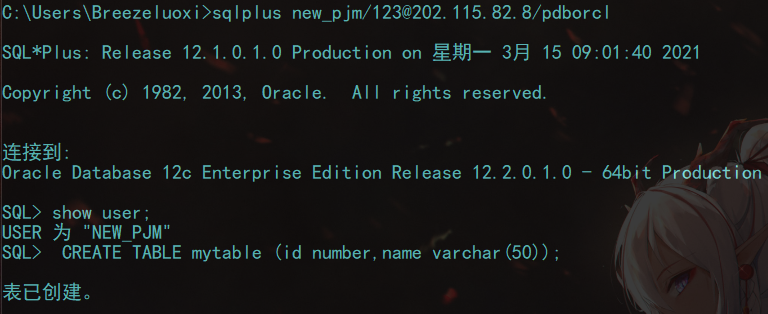 C:\Users\Breezeluoxi>sqlplus new_pjm/123@202.115.82.8/pdborcl
SQL*Plus: Release 12.1.0.1.0 Production on 星期一 3月 15 09:01:40 2021
Copyright (c) 1982, 2013, Oracle.  All rights reserved.
连接到:
Oracle Database 12c Enterprise Edition Release 12.2.0.1.0 - 64bit Production
SQL> show user;
USER 为 "NEW_PJM"
SQL>  CREATE TABLE mytable (id number,name varchar(50));
表已创建。